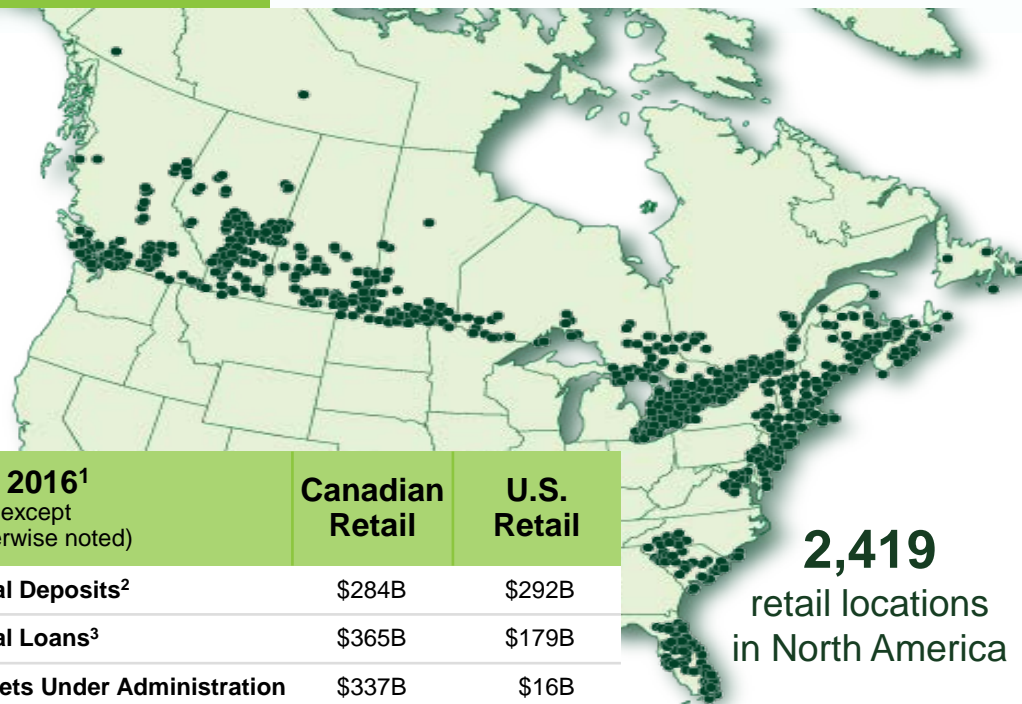 2016¹
except
rwise noted)
Canadian
Retail
U.S.
Retail
al Deposits²
$284B
$292B
al Loans³
$365B
$179B
ets Under Administration
$337B
$16B
2,419
retail locations
in North America